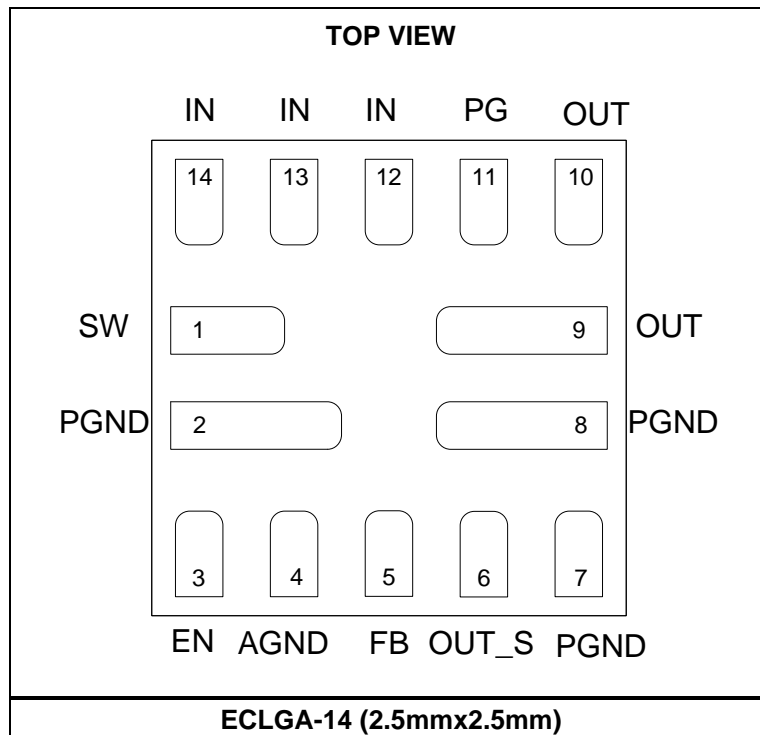 TOP VIEW
IN IN IN PG OUT
14 13 12 11 10
SW 1 9 OUT
PGND 2 8 PGND
3 4 5 6 7
EN AGND FB OUT_S PGND
ECLGA-14 (2.5mmx2.5mm)